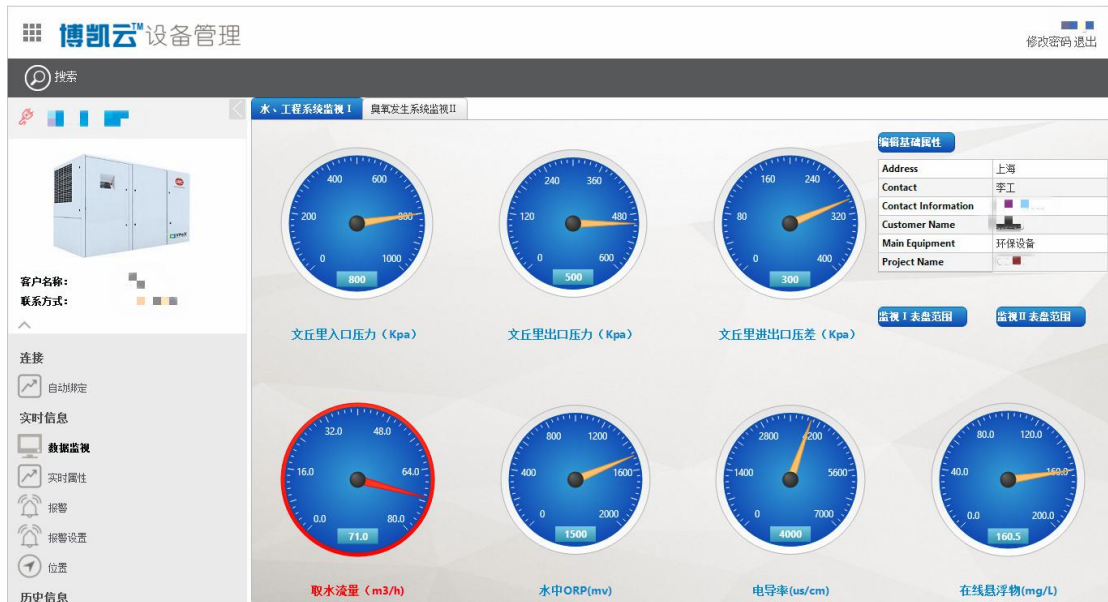 博凯云™设备管理
修改密码 退出
搜索
水、工程系统监视 I
臭氧发生系统监视II
客户名称：
联系方式：
连接
自动绑定
实时信息
数据监视
实时属性
报警
报警设置
位置
历史信息
0
200
400
600
800
1000
800
文丘里入口压力（Kpa）
0
120
240
360
480
600
500
文丘里出口压力（Kpa）
0
80
160
240
320
400
300
文丘里进出口压差（Kpa）
编辑基础属性
Address 上海
Contact 李工
Contact Information
Customer Name
Main Equipment 环保设备
Project Name
监视 I 表盘范围
监视 II 表盘范围
0.0
16.0
32.0
48.0
64.0
80.0
71.0
取水流量（m3/h）
0
400
800
1200
1600
2000
1500
水中ORP(mv)
0
1400
2800
4200
5600
7000
4000
电导率(us/cm)
0.0
40.0
80.0
120.0
160.0
200.0
160.5
在线悬浮物(mg/L)